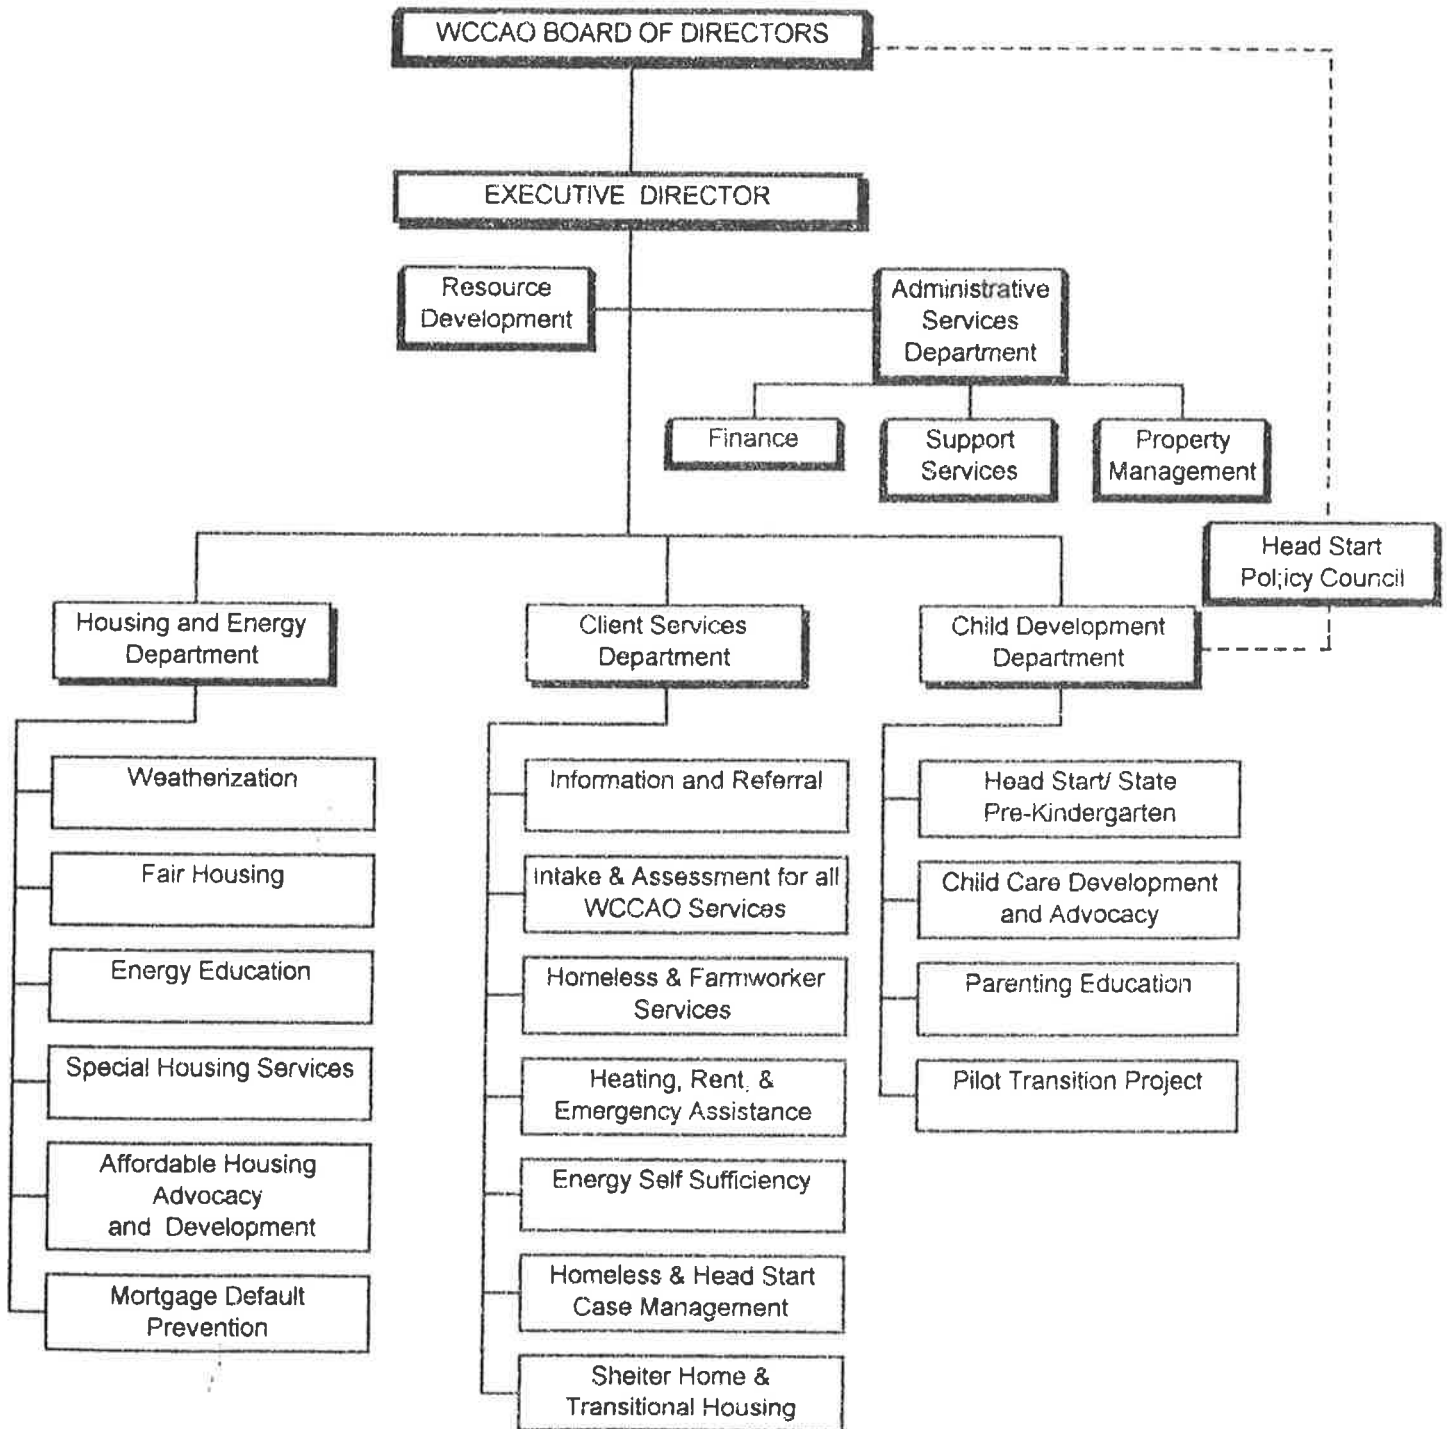 WCCAO BOARD OF DIRECTORS
EXECUTIVE DIRECTOR
Resource
Development
Administrative
Services
Department
Finance
Support
Services
Property
Management
Head Start
Pol;icy Council
Housing and Energy
Department
Client Services
Department
Child Development
Department
Weatherization
Fair Housing
Energy Education
Special Housing Services
Affordable Housing
Advocacy
and Development
Mortgage Default
Prevention
Information and Referral
Intake & Assessment for all
WCCAO Services
Homeless & Farmworker
Services
Heating, Rent, &
Emergency Assistance
Energy Self Sufficiency
Homeless & Head Start
Case Management
Shelter Home &
Transitional Housing
Head Start/ State
Pre-Kindergarten
Child Care Development
and Advocacy
Parenting Education
Pilot Transition Project